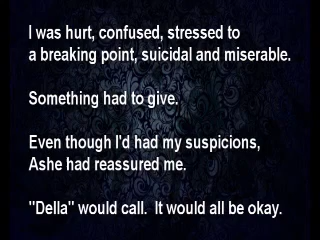 I was hurt, confused, stressed to
a breaking point, suicidal and miserable.
Something had to give.
Even though I'd had my suspicions,
Ashe had reassured me.
"Della" would call.  It would all be okay.